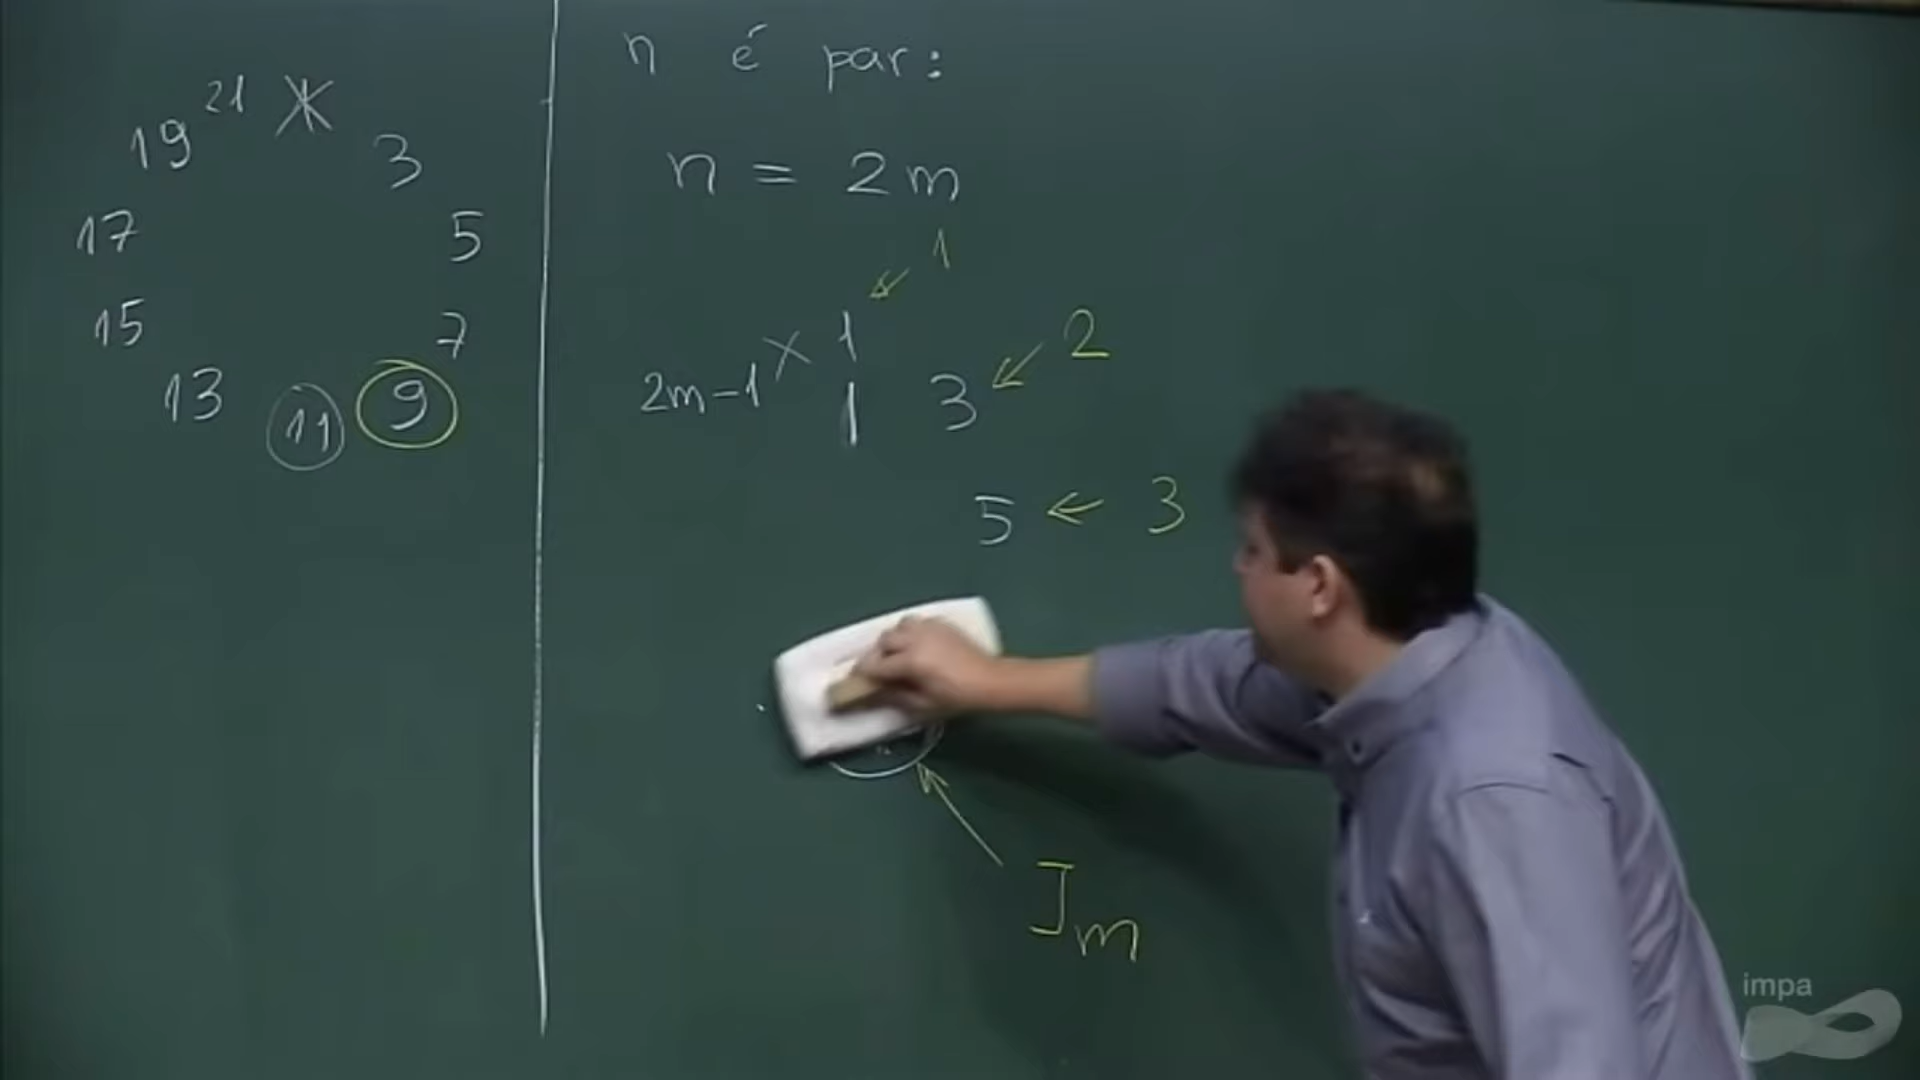 21
19 3
17 5
15 7
13 11 9
n é par:
n = 2m
1
1 2
2m-1 1 3
5 ← 3
J_m
impa